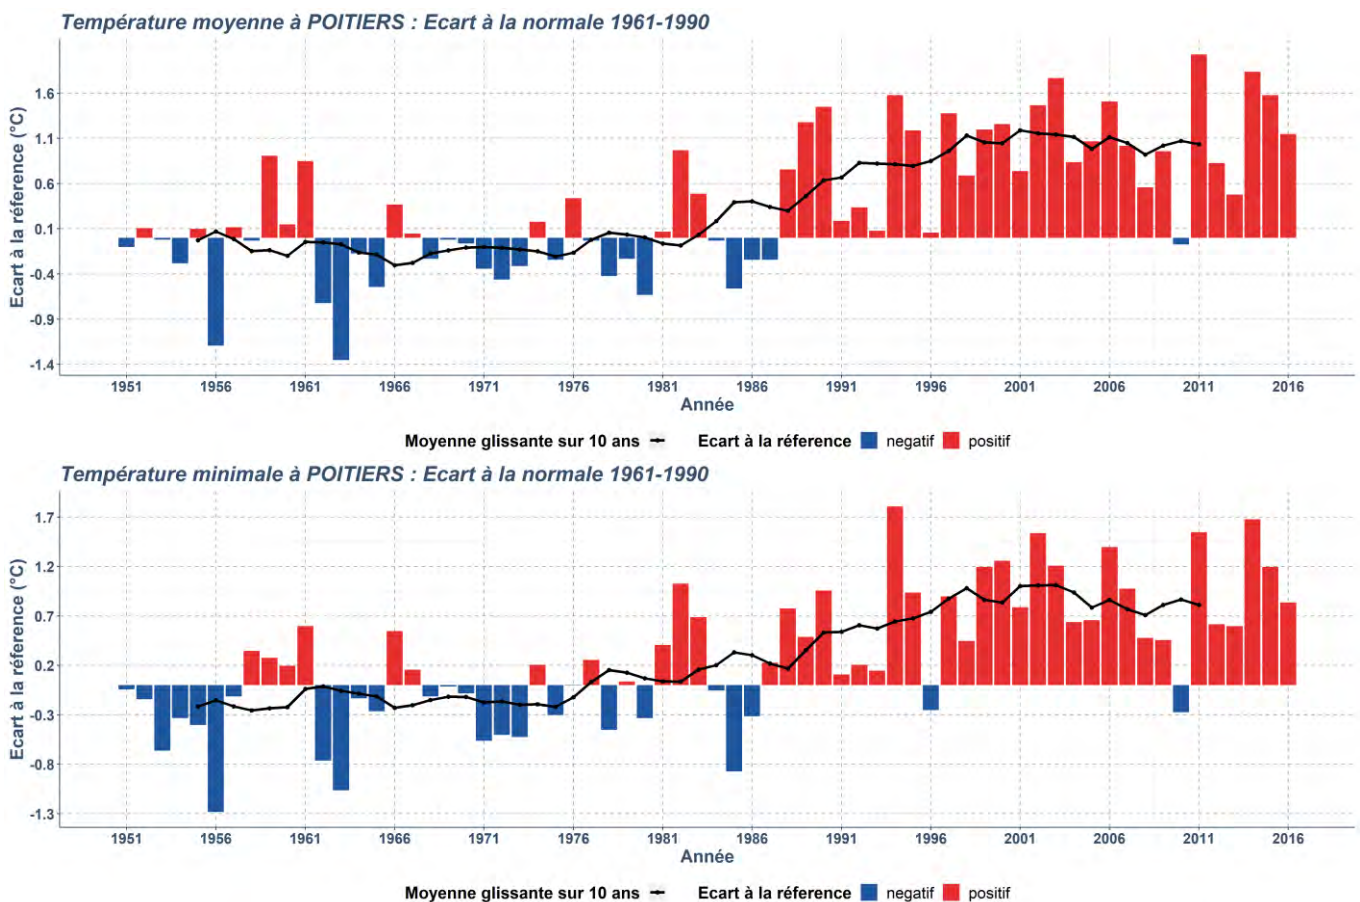 Température moyenne à POITIERS : Ecart à la normale 1961-1990
Ecart à la réference (°C)
1.6
1.1
0.6
0.1
-0.4
-0.9
-1.4
1951 1956 1961 1966 1971 1976 1981 1986 1991 1996 2001 2006 2011 2016
Année
Moyenne glissante sur 10 ans Ecart à la réference negatif positif
Température minimale à POITIERS : Ecart à la normale 1961-1990
Ecart à la réference (°C)
1.7
1.2
0.7
0.2
-0.3
-0.8
-1.3
1951 1956 1961 1966 1971 1976 1981 1986 1991 1996 2001 2006 2011 2016
Année
Moyenne glissante sur 10 ans Ecart à la réference negatif positif